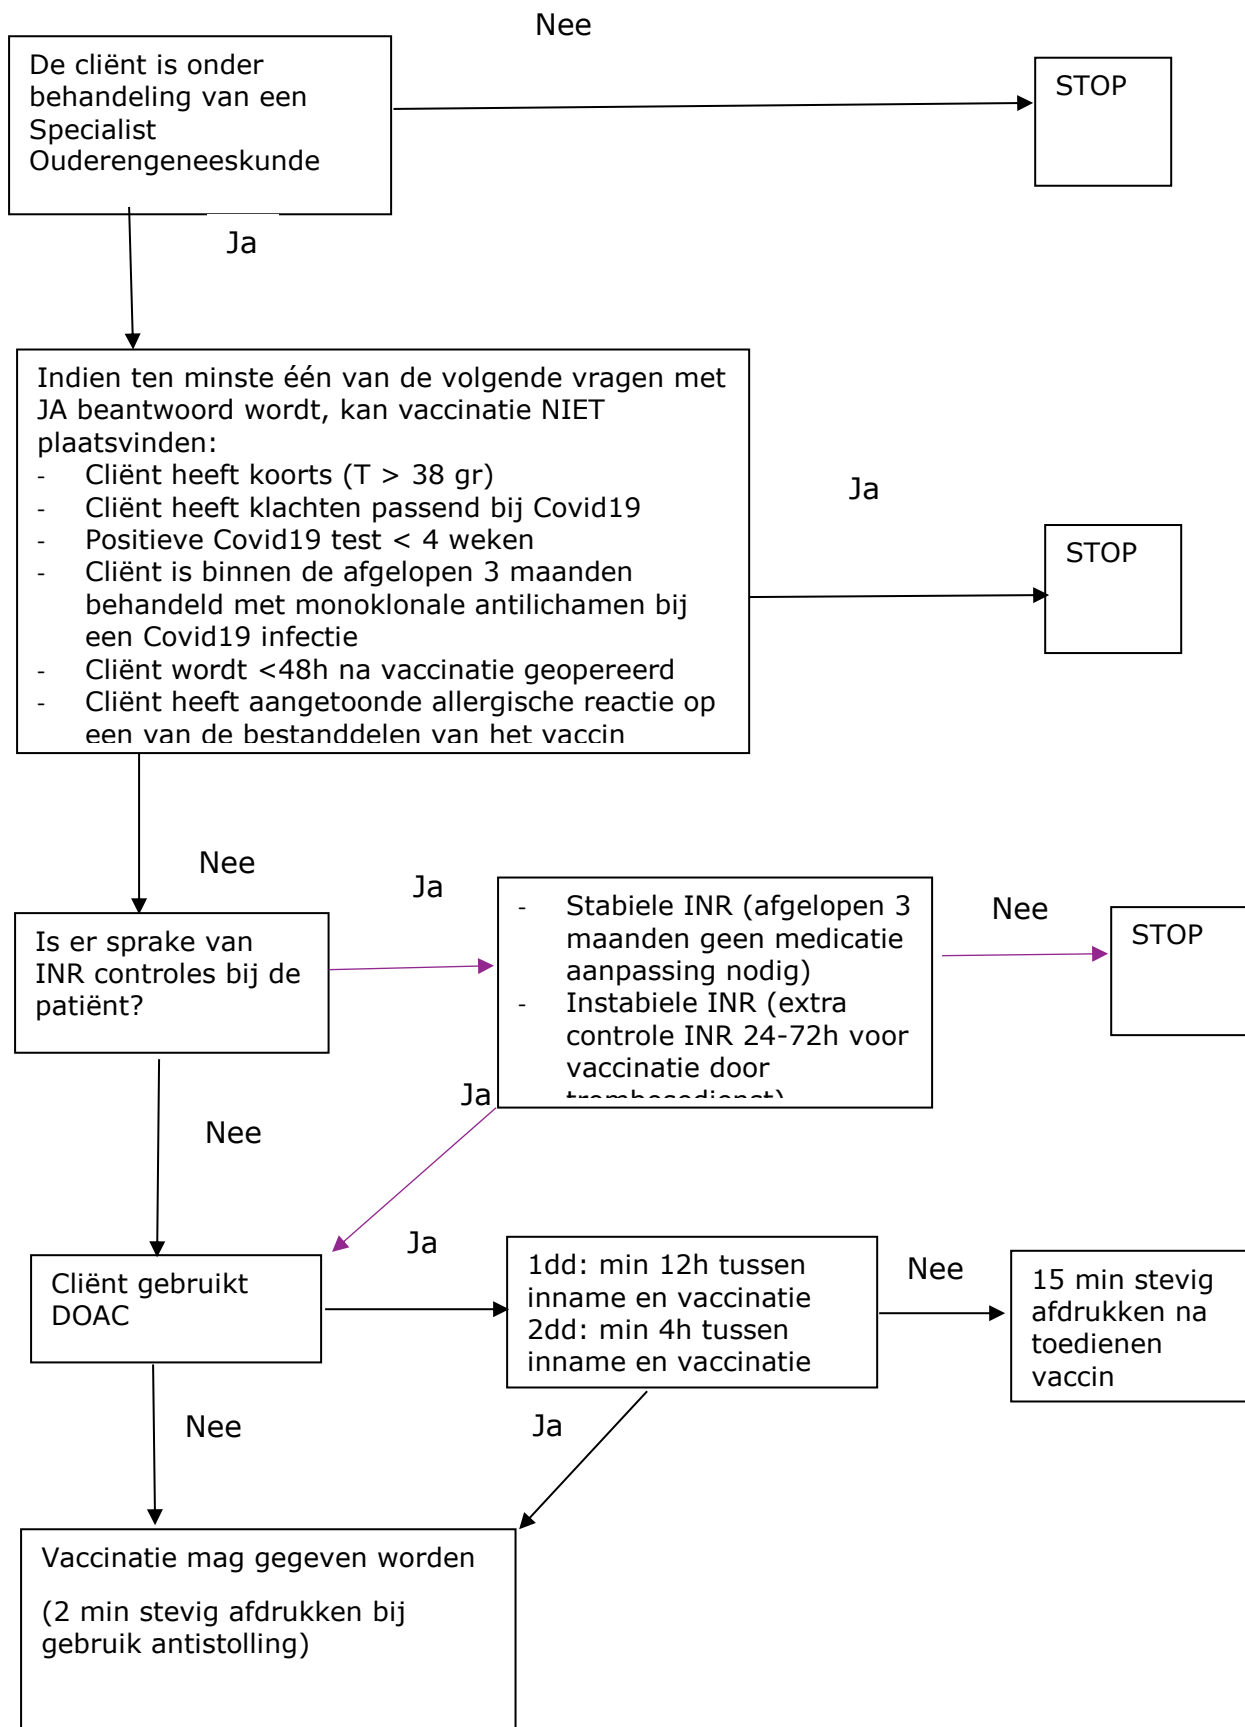 Nee
De cliënt is onder
behandeling van een
Specialist
Ouderengeneeskunde
STOP
Ja
Indien ten minste één van de volgende vragen met
JA beantwoord wordt, kan vaccinatie NIET
plaatsvinden:
- Cliënt heeft koorts (T > 38 gr)
- Cliënt heeft klachten passend bij Covid19
- Positieve Covid19 test < 4 weken
- Cliënt is binnen de afgelopen 3 maanden
behandeld met monoklonale antilichamen bij
een Covid19 infectie
- Cliënt wordt <48h na vaccinatie geopereerd
- Cliënt heeft aangetoonde allergische reactie op
een van de bestanddelen van het vaccin
Ja
STOP
Nee
Is er sprake van
INR controles bij de
patiënt?
Ja
- Stabiele INR (afgelopen 3
maanden geen medicatie
aanpassing nodig)
- Instabiele INR (extra
controle INR 24-72h voor
vaccinatie door
trombosedienst)
Nee
STOP
Ja
Nee
Cliënt gebruikt
DOAC
Ja
1dd: min 12h tussen
inname en vaccinatie
2dd: min 4h tussen
inname en vaccinatie
Nee
15 min stevig
afdrukken na
toedienen
vaccin
Nee
Ja
Vaccinatie mag gegeven worden
(2 min stevig afdrukken bij
gebruik antistolling)